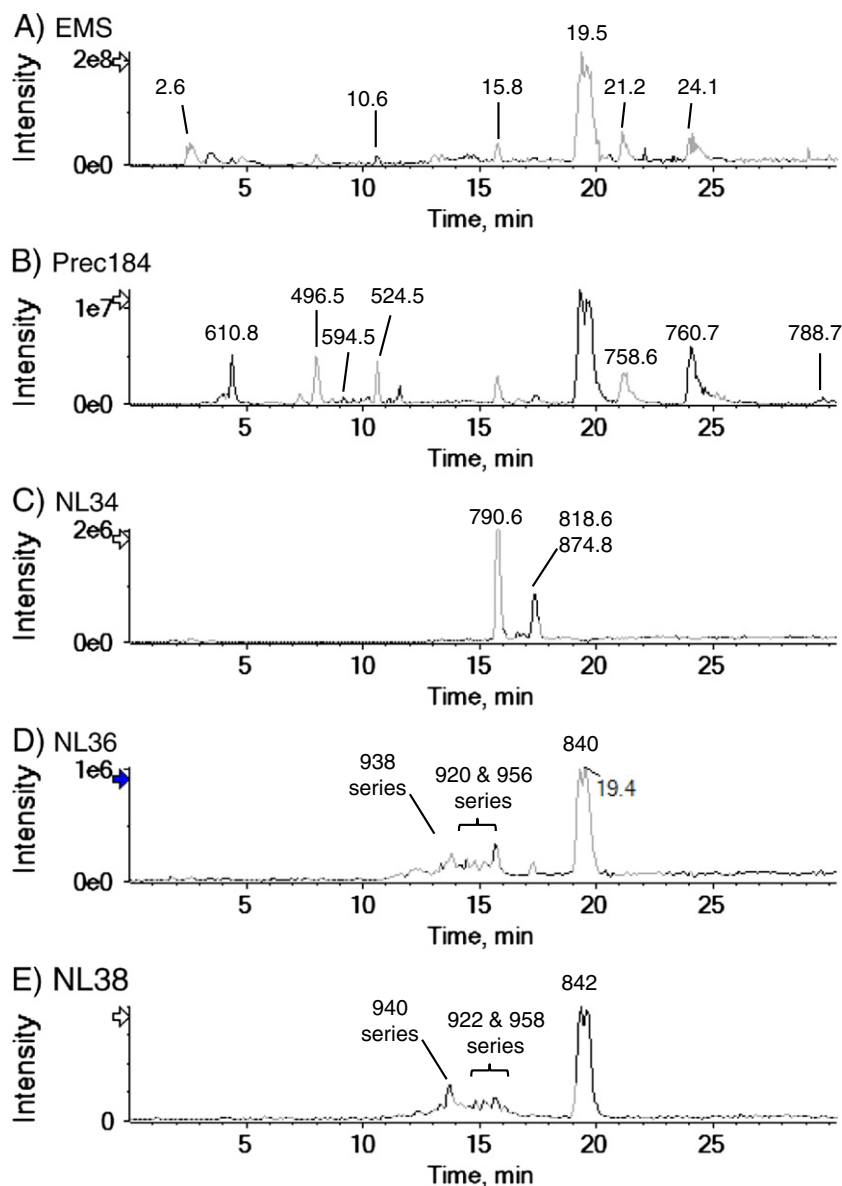 A) EMS
Intensity
2e8
0e0
2.6
10.6
15.8
19.5
21.2
24.1
5 10 15 20 25
Time, min
B) Prec184
Intensity
1e7
0e0
610.8
496.5
594.5
524.5
758.6
760.7
788.7
5 10 15 20 25
Time, min
C) NL34
Intensity
2e6
0e0
790.6
818.6
874.8
5 10 15 20 25
Time, min
D) NL36
Intensity
1e6
0e0
938
series
920 & 956
series
840
19.4
5 10 15 20 25
Time, min
E) NL38
Intensity
0
940
series
922 & 958
series
842
5 10 15 20 25
Time, min